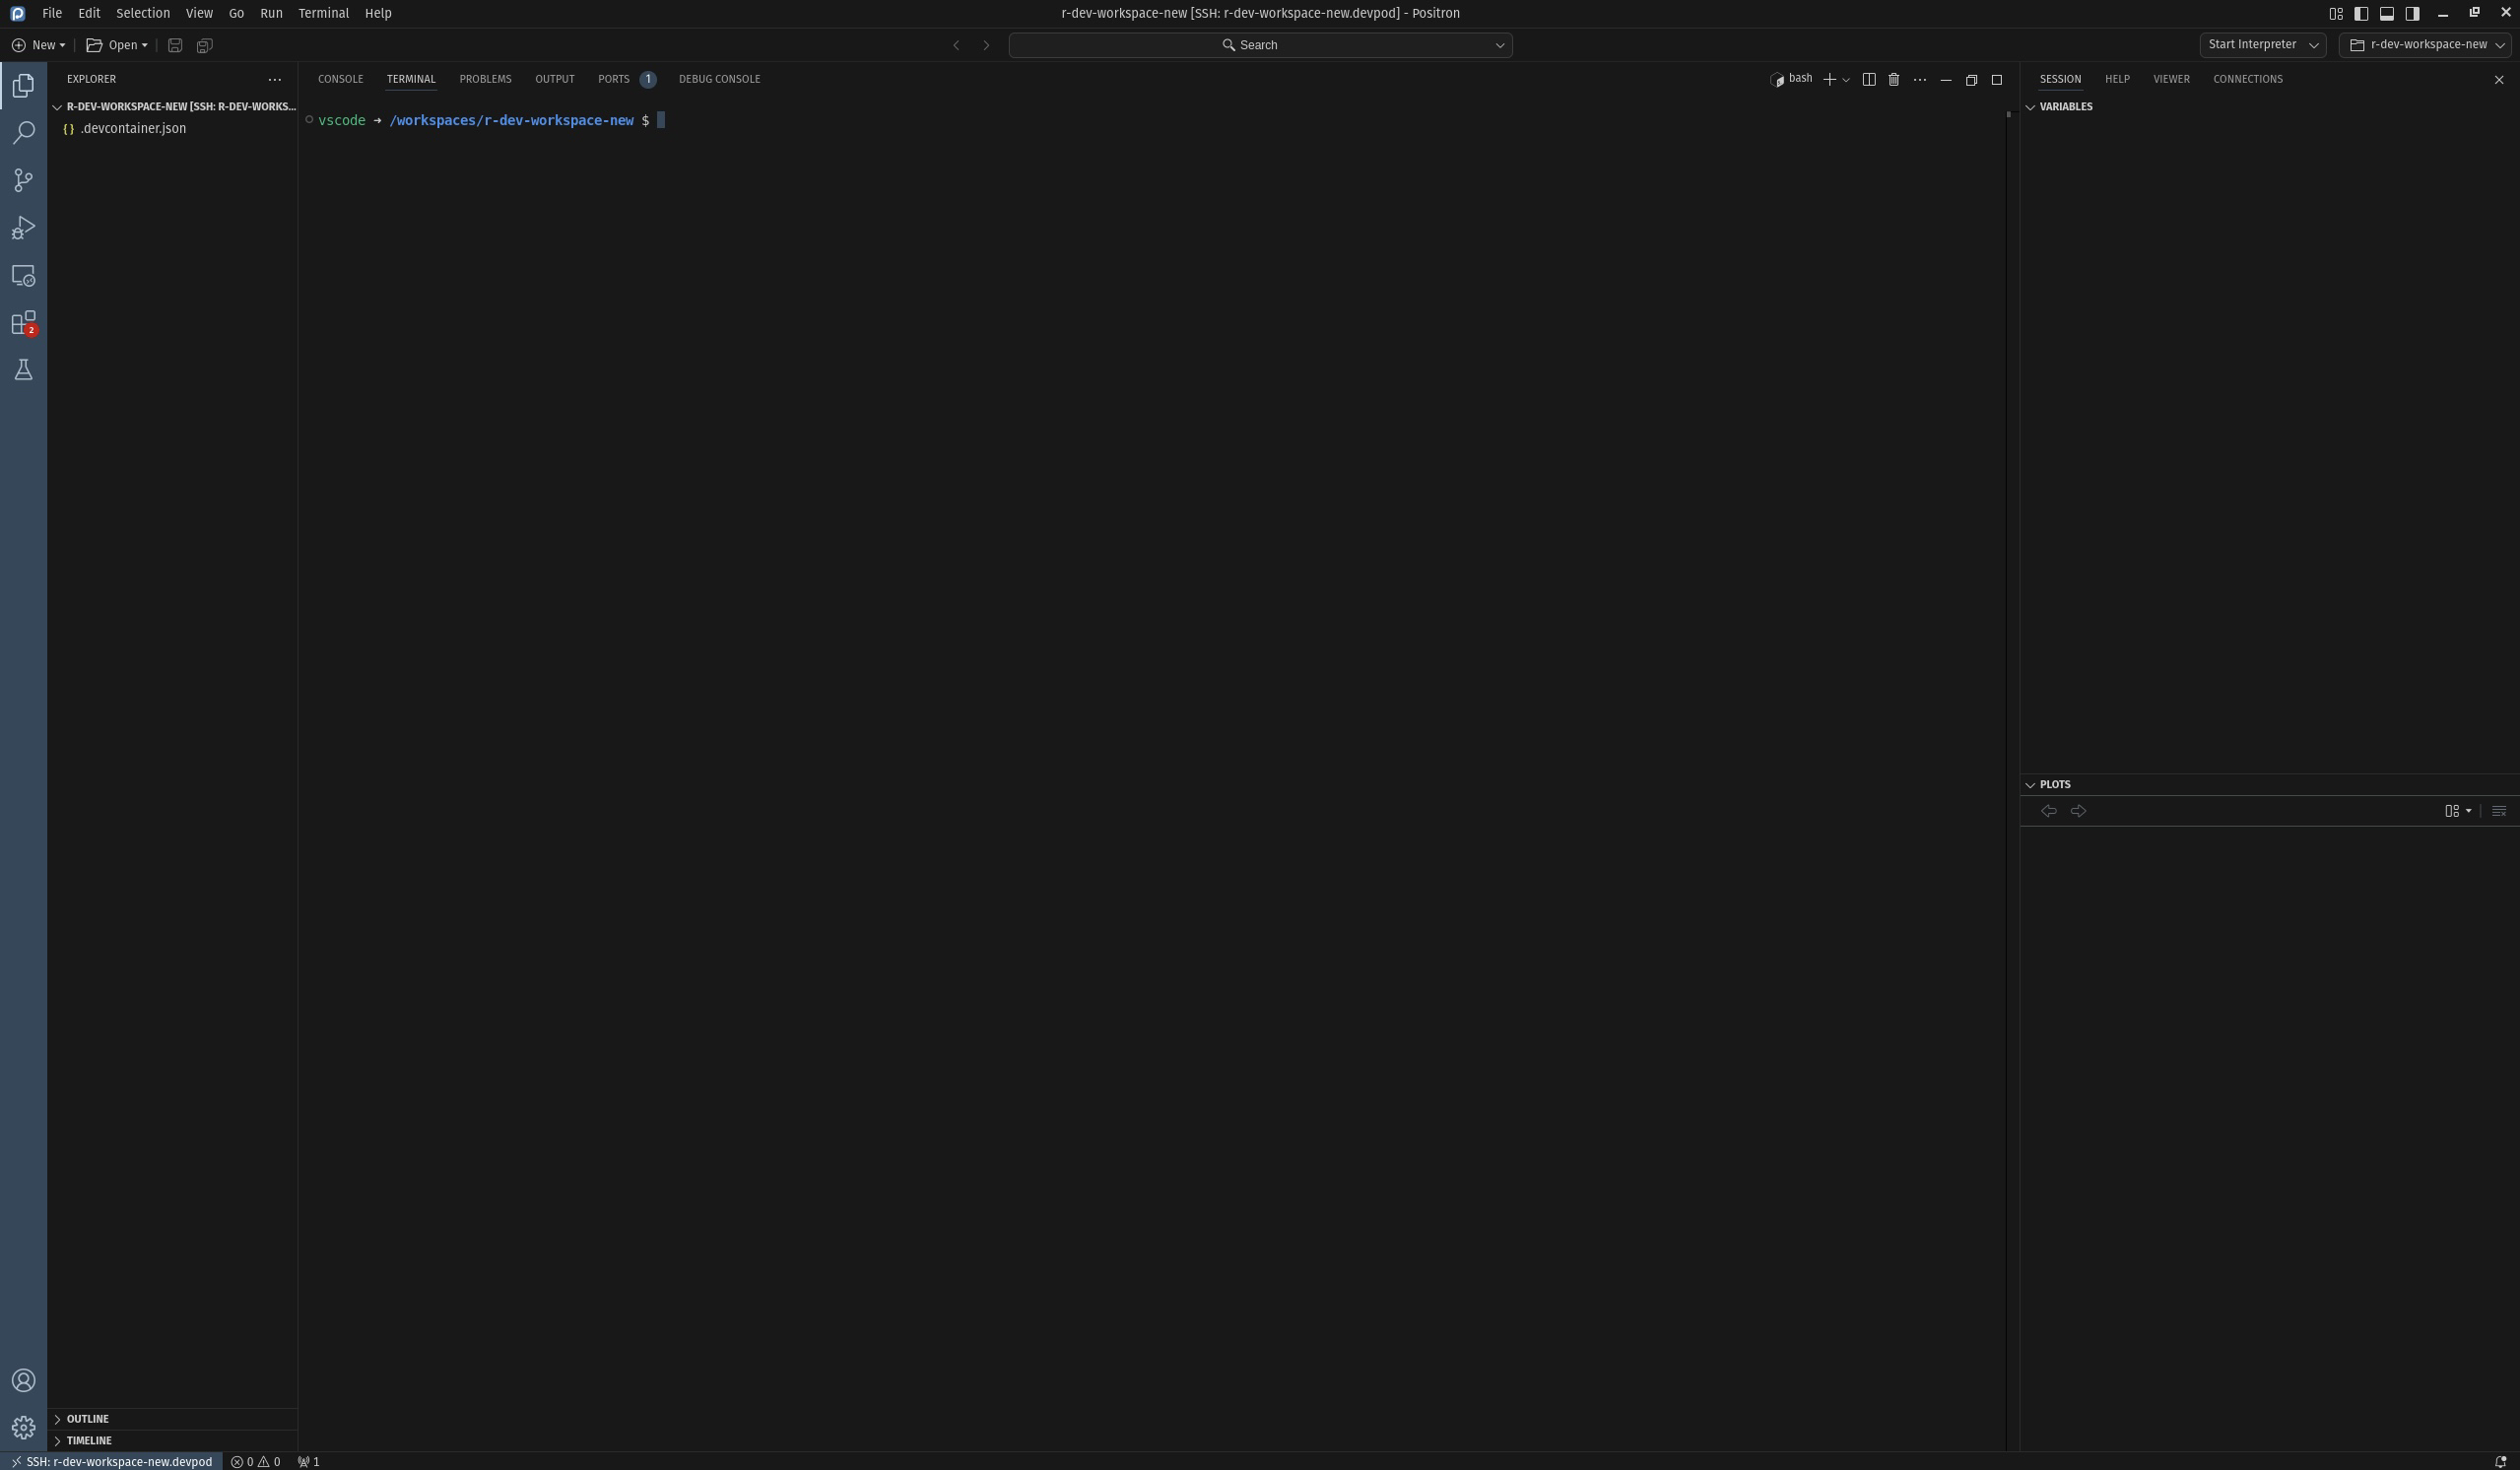 File Edit Selection View Go Run Terminal Help
r-dev-workspace-new [SSH: r-dev-workspace-new.devpod] - Positron
New Open
Search
Start Interpreter
r-dev-workspace-new
EXPLORER
R-DEV-WORKSPACE-NEW [SSH: R-DEV-WORKS...
{ } .devcontainer.json
CONSOLE TERMINAL PROBLEMS OUTPUT PORTS 1 DEBUG CONSOLE
bash
vscode → /workspaces/r-dev-workspace-new $
SESSION HELP VIEWER CONNECTIONS
VARIABLES
PLOTS
2
OUTLINE
TIMELINE
SSH: r-dev-workspace-new.devpod 0 0 1